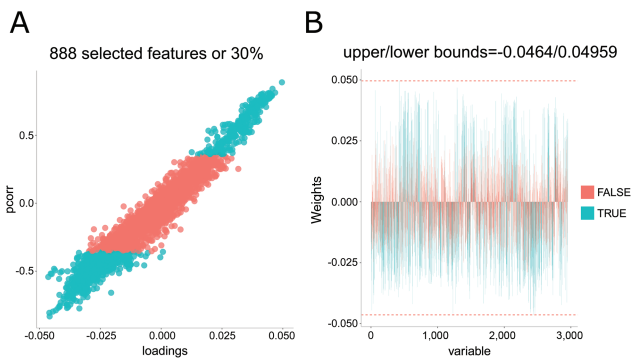 A
888 selected features or 30%
pcorr
0.5
0.0
-0.5
-0.050
-0.025
0.000
0.025
0.050
loadings
B
upper/lower bounds=-0.0464/0.04959
Weights
0.050
0.025
0.000
-0.025
-0.050
0
1,000
2,000
3,000
variable
FALSE
TRUE